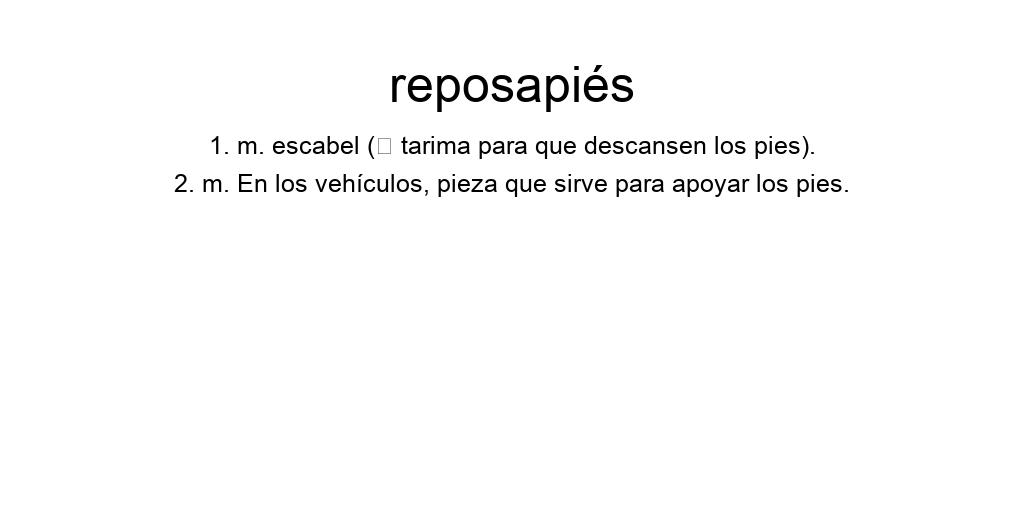 reposapiés
1. m. escabel (□ tarima para que descansen los pies).
2. m. En los vehículos, pieza que sirve para apoyar los pies.